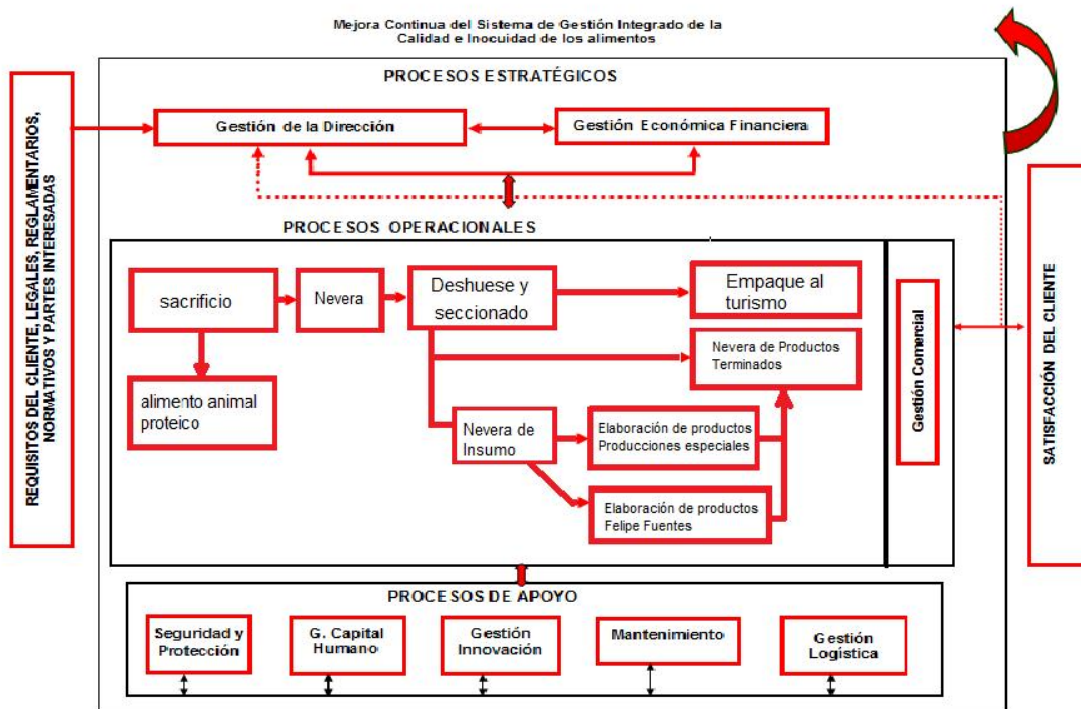 Mejora Continua del Sistema de Gestión Integrado de la
Calidad e Inocuidad de los alimentos
REQUISITOS DEL CLIENTE, LEGALES, REGLAMENTARIOS,
NORMATIVOS Y PARTES INTERESADAS
PROCESOS ESTRATÉGICOS
Gestión de la Dirección
Gestión Económica Financiera
PROCESOS OPERACIONALES
sacrificio
Nevera
Deshuese y
seccionado
Empaque al
turismo
Nevera de Productos
Terminados
alimento animal
proteico
Nevera de
Insumo
Elaboración de productos
Producciones especiales
Elaboración de productos
Felipe Fuentes
Gestión Comercial
SATISFACCIÓN DEL CLIENTE
PROCESOS DE APOYO
Seguridad y
Protección
G. Capital
Humano
Gestión
Innovación
Mantenimiento
Gestión
Logística